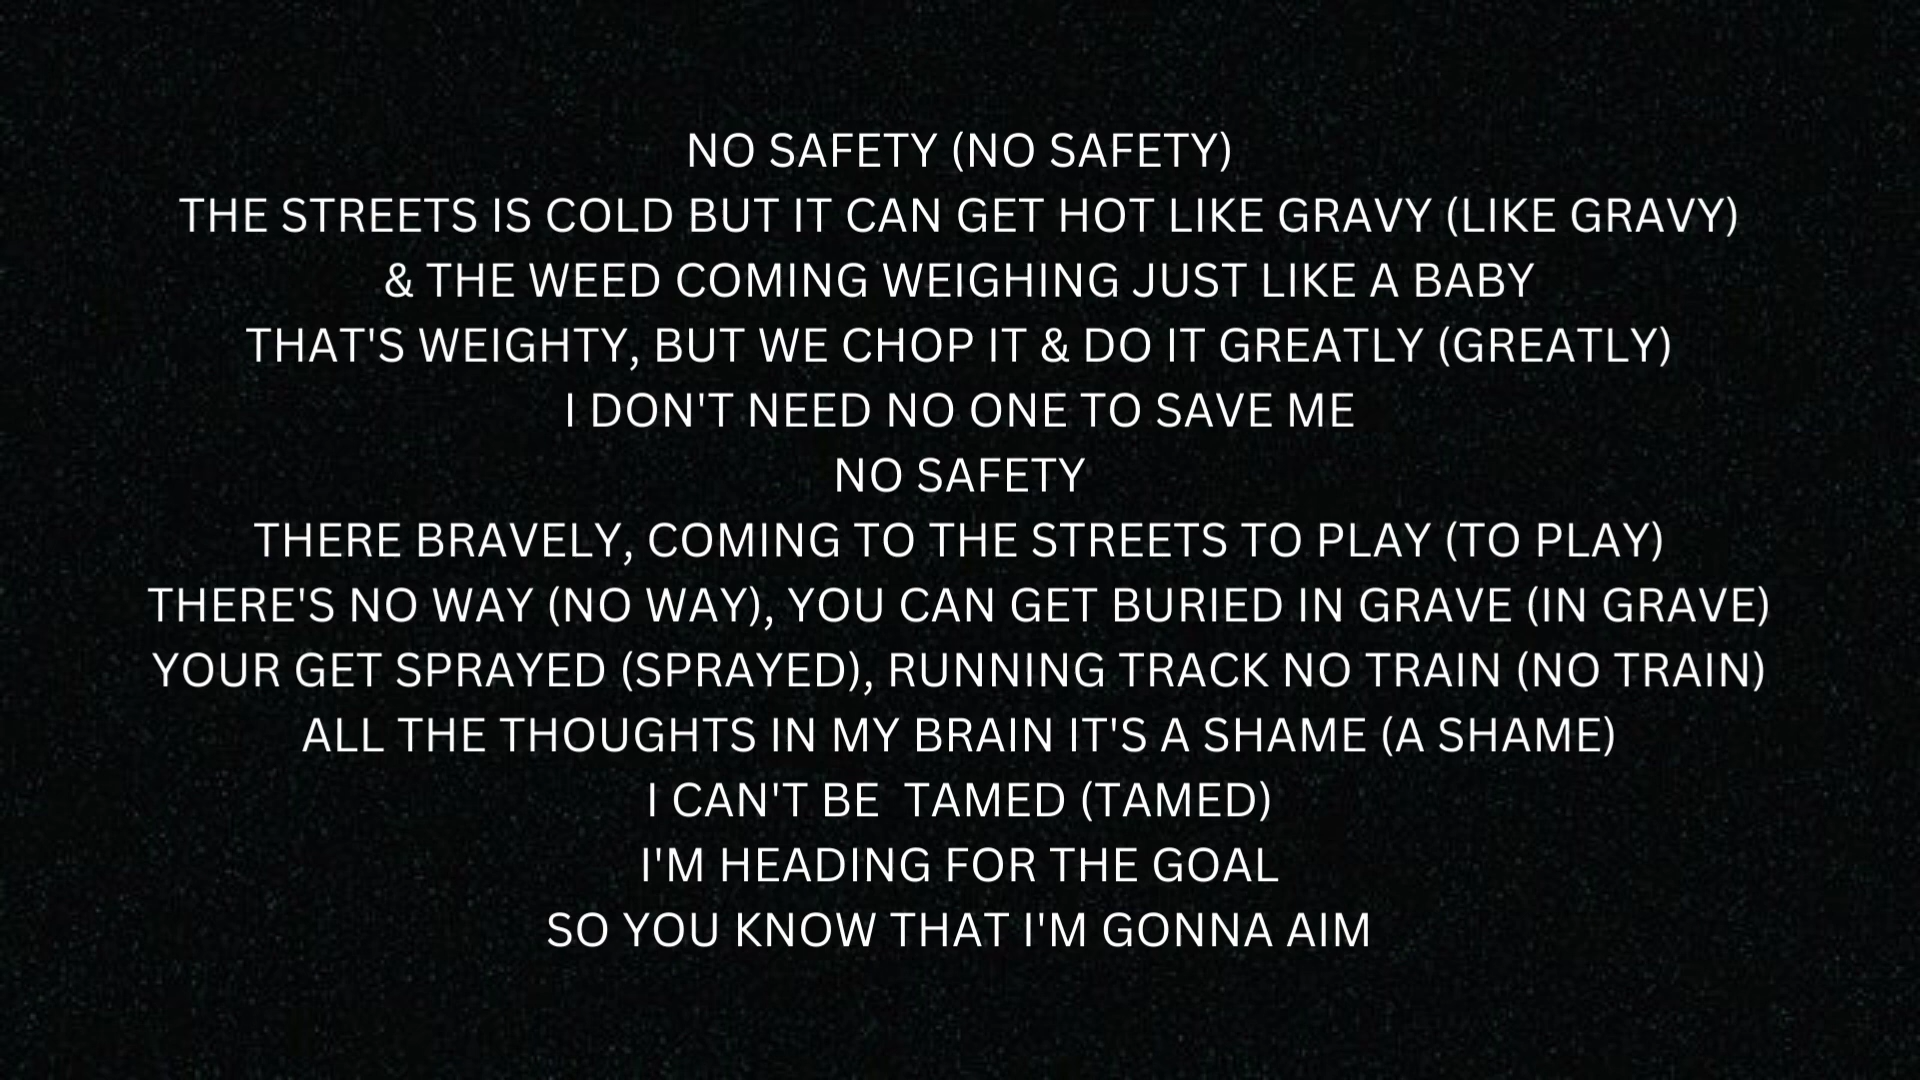 NO SAFETY (NO SAFETY)
THE STREETS IS COLD BUT IT CAN GET HOT LIKE GRAVY (LIKE GRAVY)
& THE WEED COMING WEIGHING JUST LIKE A BABY
THAT'S WEIGHTY, BUT WE CHOP IT & DO IT GREATLY (GREATLY)
I DON'T NEED NO ONE TO SAVE ME
NO SAFETY
THERE BRAVELY, COMING TO THE STREETS TO PLAY (TO PLAY)
THERE'S NO WAY (NO WAY), YOU CAN GET BURIED IN GRAVE (IN GRAVE)
YOUR GET SPRAYED (SPRAYED), RUNNING TRACK NO TRAIN (NO TRAIN)
ALL THE THOUGHTS IN MY BRAIN IT'S A SHAME (A SHAME)
I CAN'T BE  TAMED (TAMED)
I'M HEADING FOR THE GOAL
SO YOU KNOW THAT I'M GONNA AIM